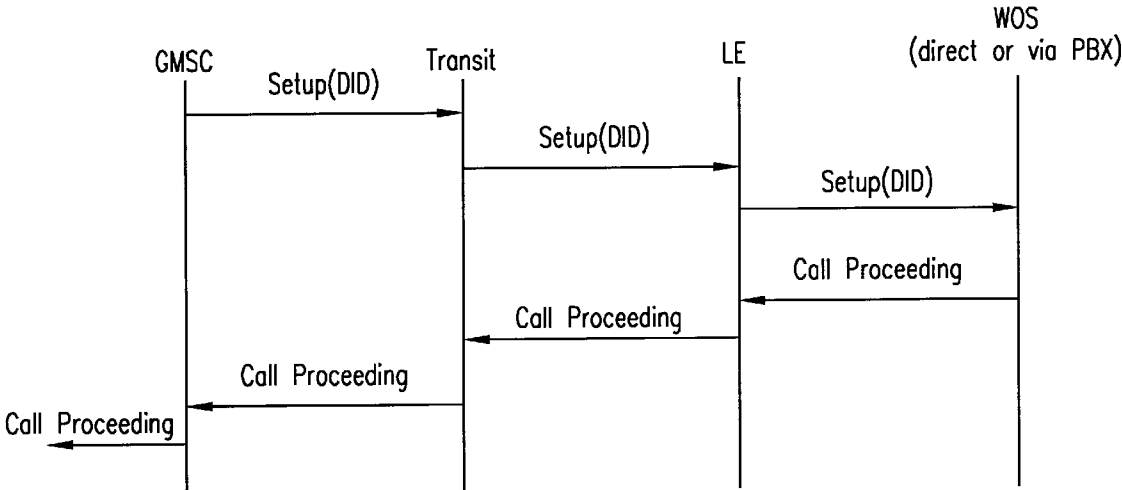 WOS
(direct or via PBX)
GMSC
Transit
LE
Setup(DID)
Setup(DID)
Setup(DID)
Call Proceeding
Call Proceeding
Call Proceeding
Call Proceeding